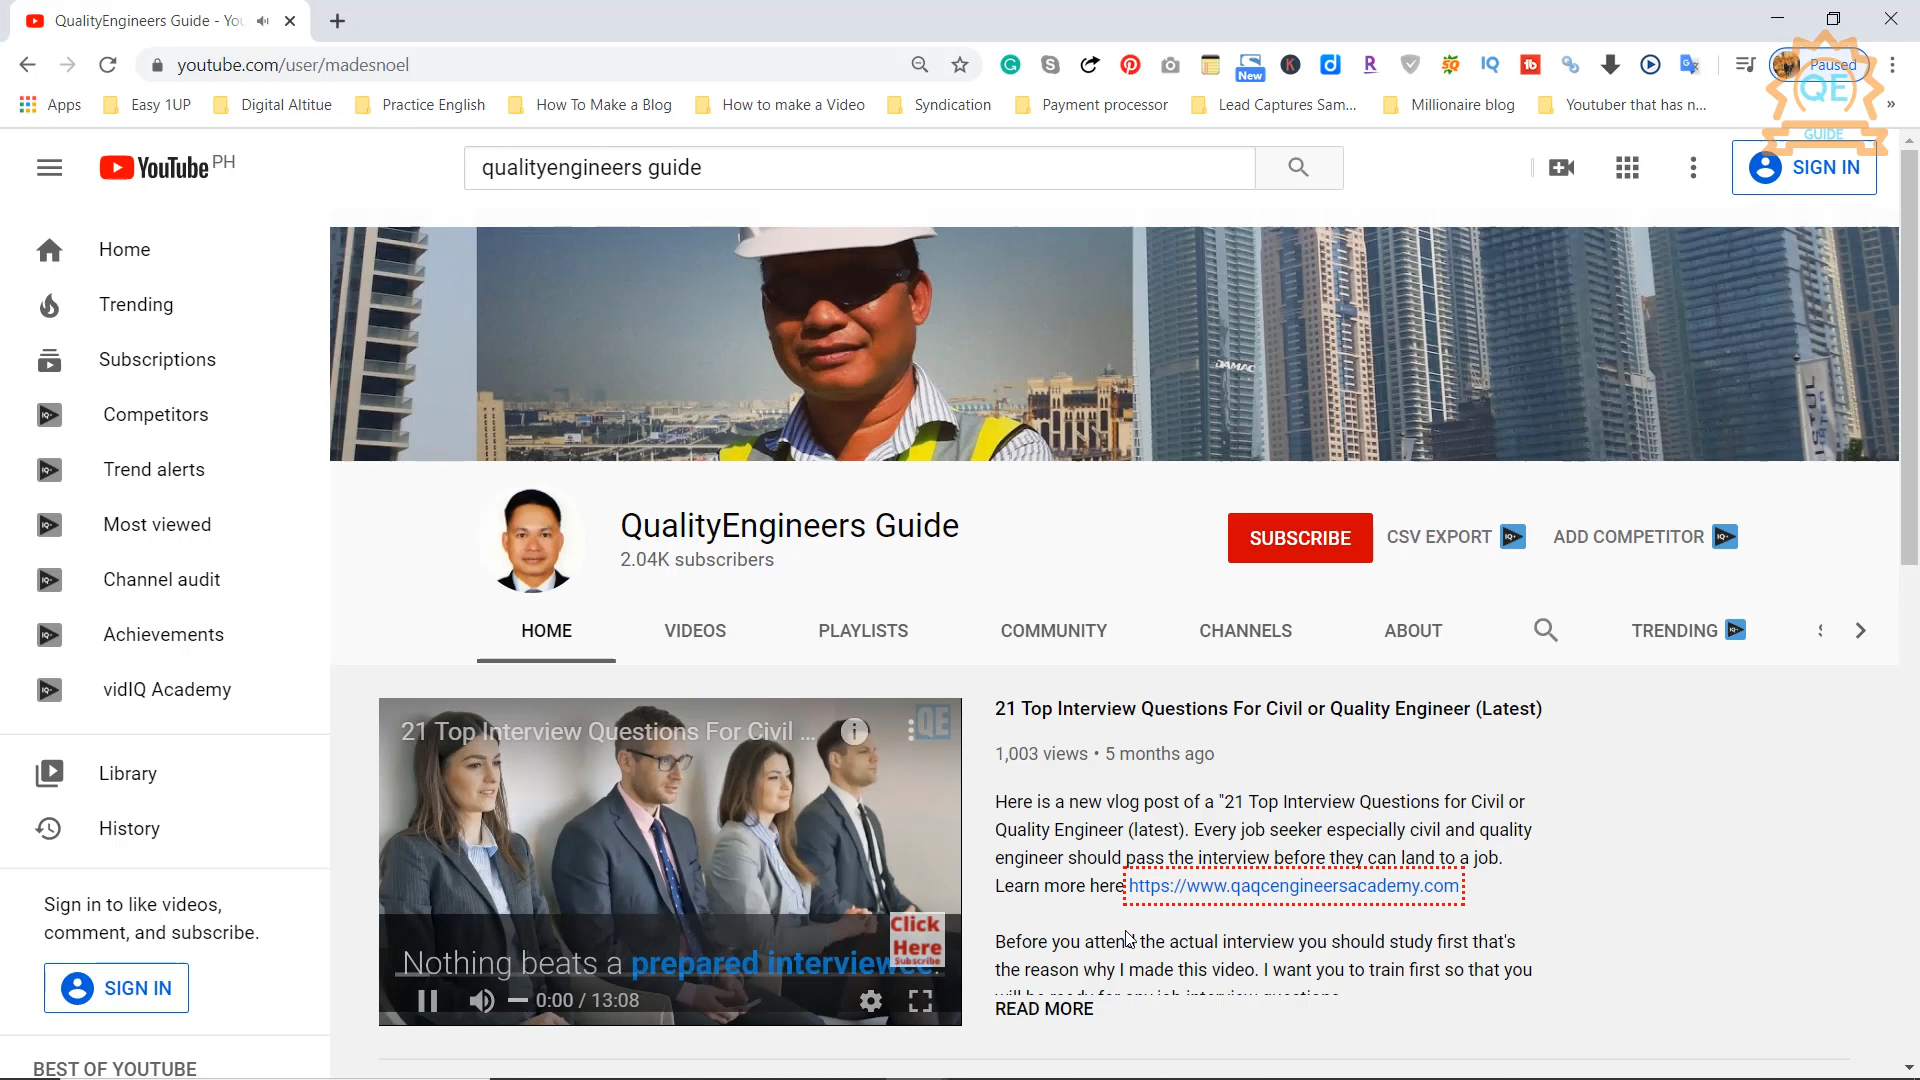 QualityEngineers Guide - You
youtube.com/user/madesnoel
New
Paused
Apps
Easy 1UP
Digital Altitue
Practice English
How To Make a Blog
How to make a Video
Syndication
Payment processor
Lead Captures Sam...
Millionaire blog
Youtuber that has n...
QE
GUIDE
YouTube PH
qualityengineers guide
SIGN IN
Home
Trending
Subscriptions
Competitors
Trend alerts
Most viewed
Channel audit
Achievements
vidIQ Academy
Library
History
Sign in to like videos,
comment, and subscribe.
SIGN IN
BEST OF YOUTUBE
DAMAC
QualityEngineers Guide
2.04K subscribers
SUBSCRIBE
CSV EXPORT
ADD COMPETITOR
HOME
VIDEOS
PLAYLISTS
COMMUNITY
CHANNELS
ABOUT
TRENDING
21 Top Interview Questions For Civil ...
QE
Click
Here
Subscribe
Nothing beats a prepared interviewee.
0:00 / 13:08
21 Top Interview Questions For Civil or Quality Engineer (Latest)
1,003 views • 5 months ago
Here is a new vlog post of a "21 Top Interview Questions for Civil or
Quality Engineer (latest). Every job seeker especially civil and quality
engineer should pass the interview before they can land to a job.
Learn more here https://www.qaqcengineersacademy.com
Before you attend the actual interview you should study first that's
the reason why I made this video. I want you to train first so that you
READ MORE